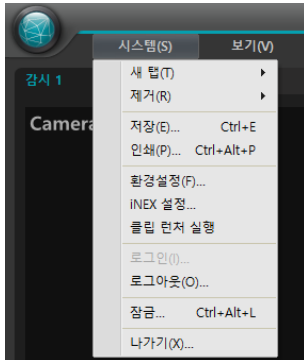 시스템(S) 보기(V)
감시 1
Camera
새 탭(T)
제거(R)
저장(E)... Ctrl+E
인쇄(P)... Ctrl+Alt+P
환경설정(F)...
iNEX 설정...
클립 런처 실행
로그인(I)...
로그아웃(O)...
잠금... Ctrl+Alt+L
나가기(X)...